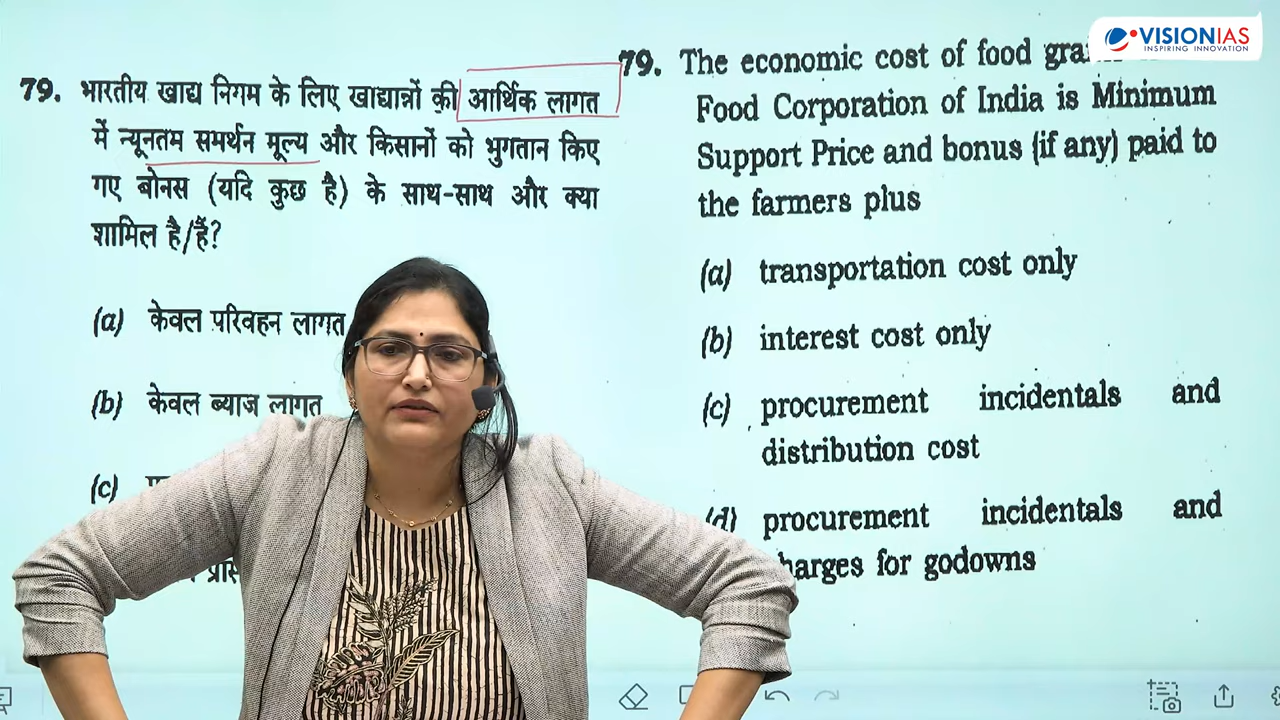 VISIONIAS
INSPIRING INNOVATION
79. भारतीय खाद्य निगम के लिए खाद्यान्नों की आर्थिक लागत
में न्यूनतम समर्थन मूल्य और किसानों को भुगतान किए
गए बोनस (यदि कुछ है) के साथ-साथ और क्या
शामिल है/हैं?
(a) केवल परिवहन लागत
(b) केवल ब्याज लागत
(c)
79. The economic cost of food
Food Corporation of India is Minimum
Support Price and bonus (if any) paid to
the farmers plus
(a) transportation cost only
(b) interest cost only
(c) procurement incidentals and
distribution cost
(d) procurement incidentals and
for godowns